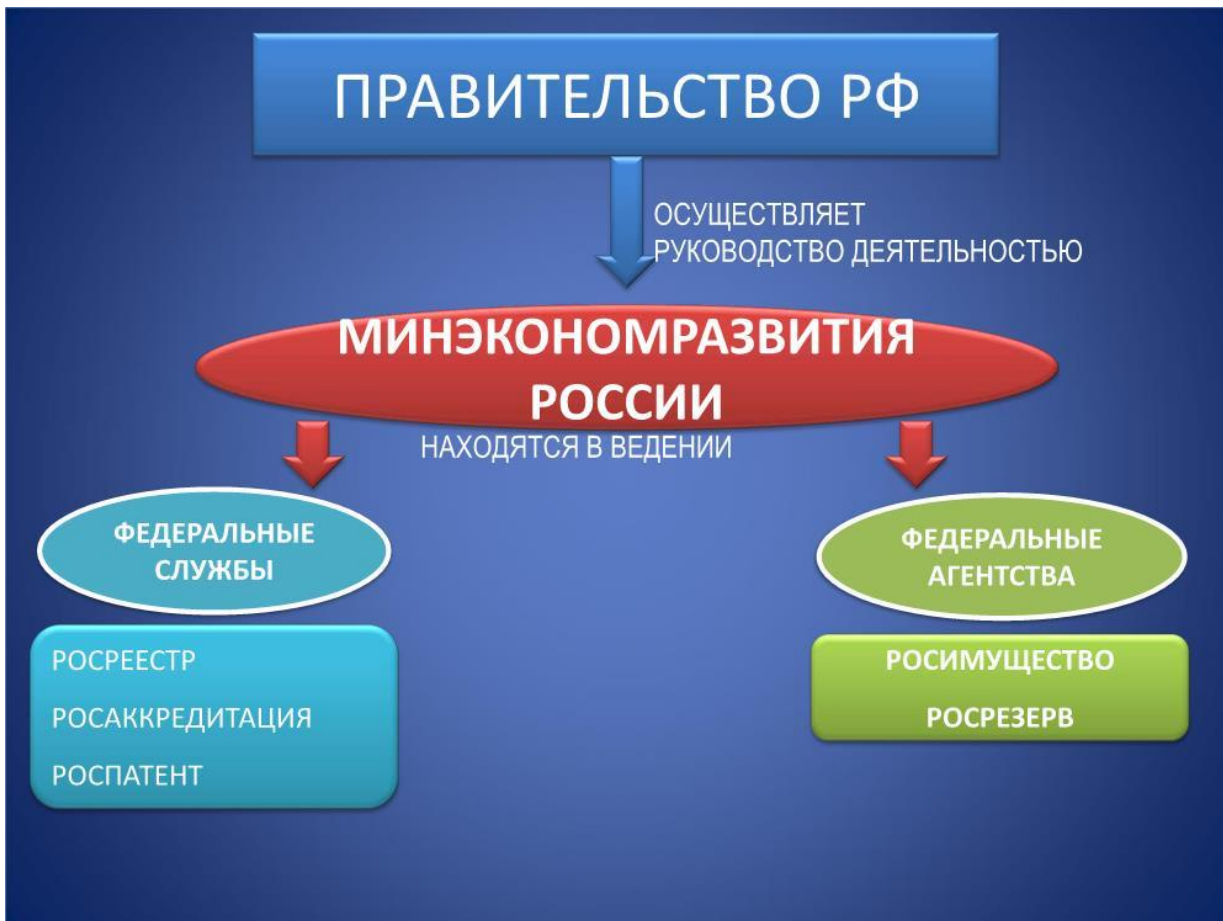 ПРАВИТЕЛЬСТВО РФ
ОСУЩЕСТВЛЯЕТ
РУКОВОДСТВО ДЕЯТЕЛЬНОСТЬЮ
МИНЭКОНОМРАЗВИТИЯ
РОССИИ
НАХОДЯТСЯ В ВЕДЕНИИ
ФЕДЕРАЛЬНЫЕ
СЛУЖБЫ
РОСРЕЕСТР
РОСАККРЕДИТАЦИЯ
РОСПАТЕНТ
ФЕДЕРАЛЬНЫЕ
АГЕНТСТВА
РОСИМУЩЕСТВО
РОСРЕЗЕРВ